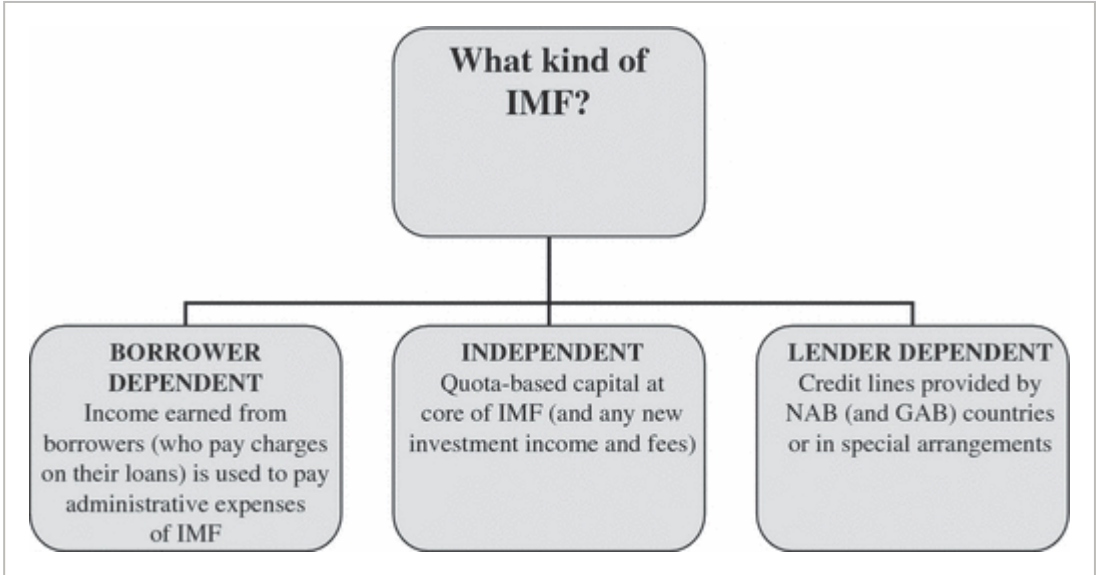 What kind of
IMF?
BORROWER
DEPENDENT
Income earned from
borrowers (who pay charges
on their loans) is used to pay
administrative expenses
of IMF
INDEPENDENT
Quota-based capital at
core of IMF (and any new
investment income and fees)
LENDER DEPENDENT
Credit lines provided by
NAB (and GAB) countries
or in special arrangements